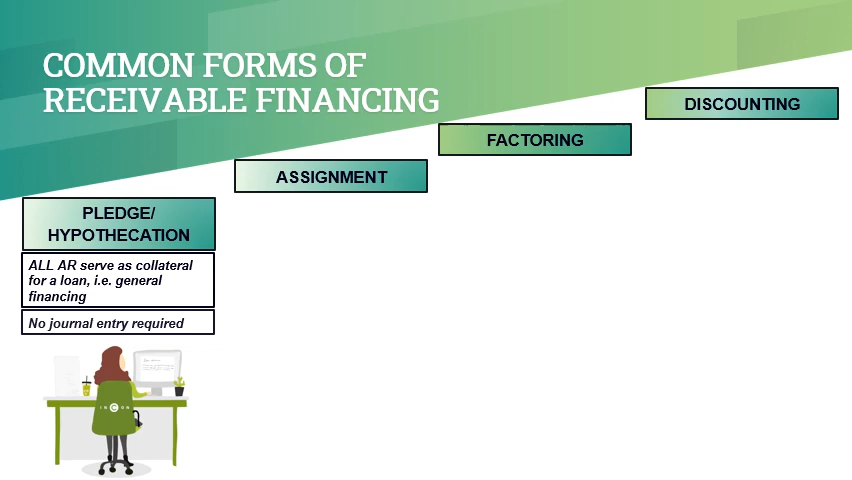 COMMON FORMS OF
RECEIVABLE FINANCING
DISCOUNTING
FACTORING
ASSIGNMENT
PLEDGE/
HYPOTHECATION
ALL AR serve as collateral
for a loan, i.e. general
financing
No journal entry required
INCON